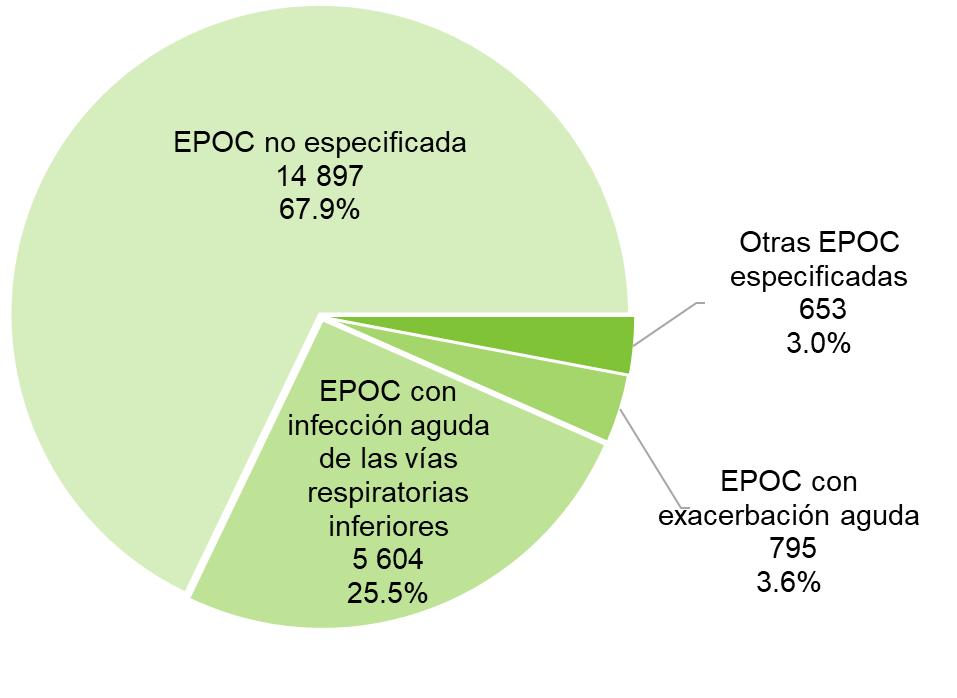 EPOC no especificada
14 897
67.9%
Otras EPOC
especificadas
653
3.0%
EPOC con
infección aguda
de las vías
respiratorias
inferiores
5 604
25.5%
EPOC con
exacerbación aguda
795
3.6%